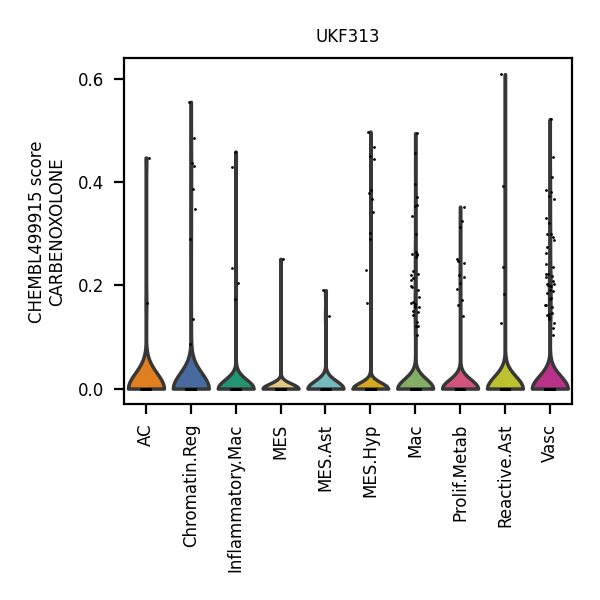 UKF313
CHEMBL499915 score
CARBENOXOLONE
0.6
0.4
0.2
0.0
AC
Chromatin.Reg
Inflammatory.Mac
MES
MES.Ast
MES.Hyp
Mac
Prolif.Metab
Reactive.Ast
Vasc